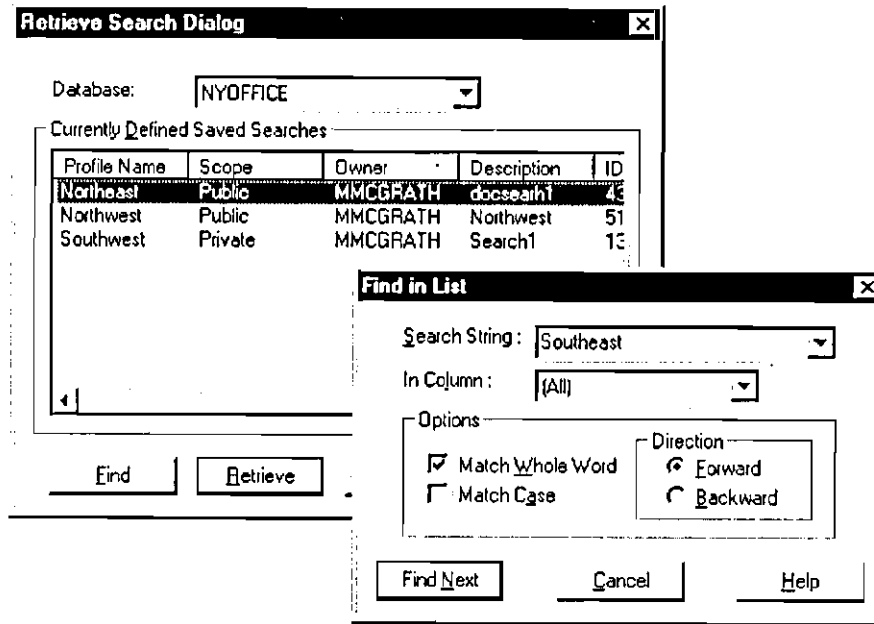 Retrieve Search Dialog
Database: NYOFFICE
Currently Defined Saved Searches
Profile Name Scope Owner Description ID
Northeast Public MMCGRATH docsearh1 43
Northwest Public MMCGRATH Northwest 51
Southwest Private MMCGRATH Search1 13
Find Retrieve
Find in List
Search String: Southeast
In Column: (All)
Options
Direction
Match Whole Word Forward
Match Case Backward
Find Next Cancel Help